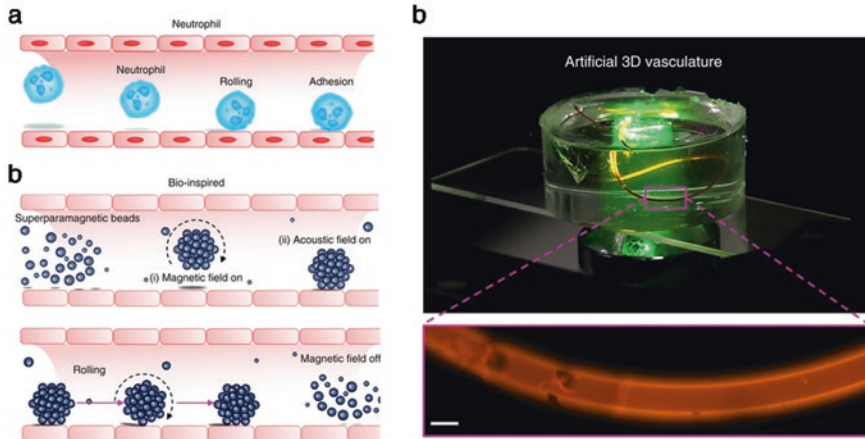 a
Neutrophil
Neutrophil
Rolling
Adhesion
b
Bio-inspired
Superparamagnetic beads
(ii) Acoustic field on
(i) Magnetic field on
Rolling
Magnetic field off
b
Artificial 3D vasculature